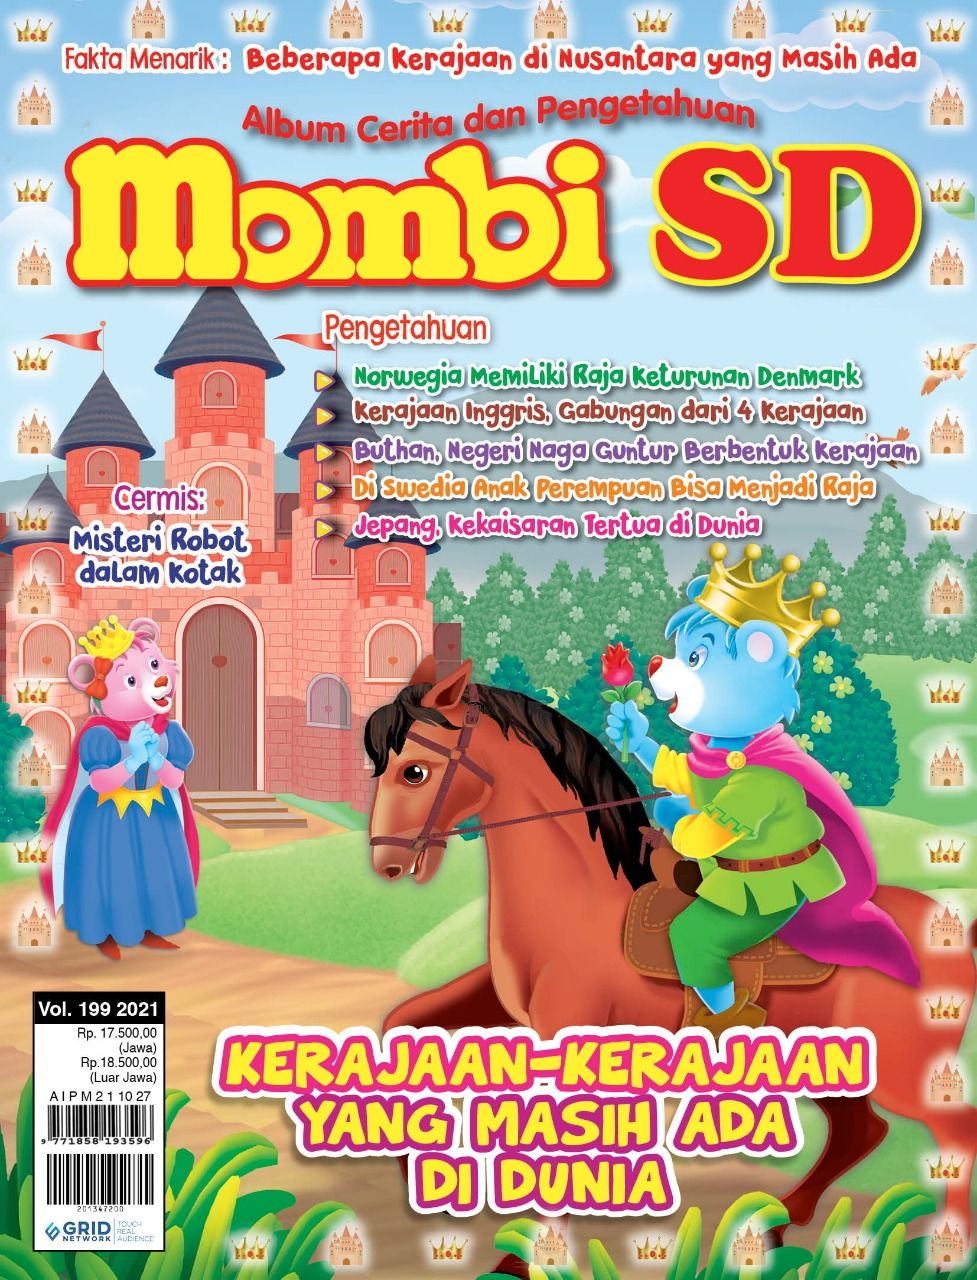 Fakta Menarik : Beberapa Kerajaan di Nusantara yang Masih Ada
Album Cerita dan Pengetahuan
Mombi SD
Pengetahuan
Norwegia Memiliki Raja Keturunan Denmark
Kerajaan Inggris, Gabungan dari 4 Kerajaan
Buthan, Negeri Naga Guntur Berbentuk Kerajaan
Di Swedia Anak Perempuan Bisa Menjadi Raja
Jepang, Kekaisaran Tertua di Dunia
Cermis:
Misteri Robot
dalam Kotak
Vol. 199 2021
Rp. 17.500,00
(Jawa)
Rp.18.500,00
(Luar Jawa)
AIPM211027
9 771858 193596
201347200
GRID NETWORK
TOUCH REAL AUDIENCE
KERAJAAN-KERAJAAN
YANG MASIH ADA
DI DUNIA